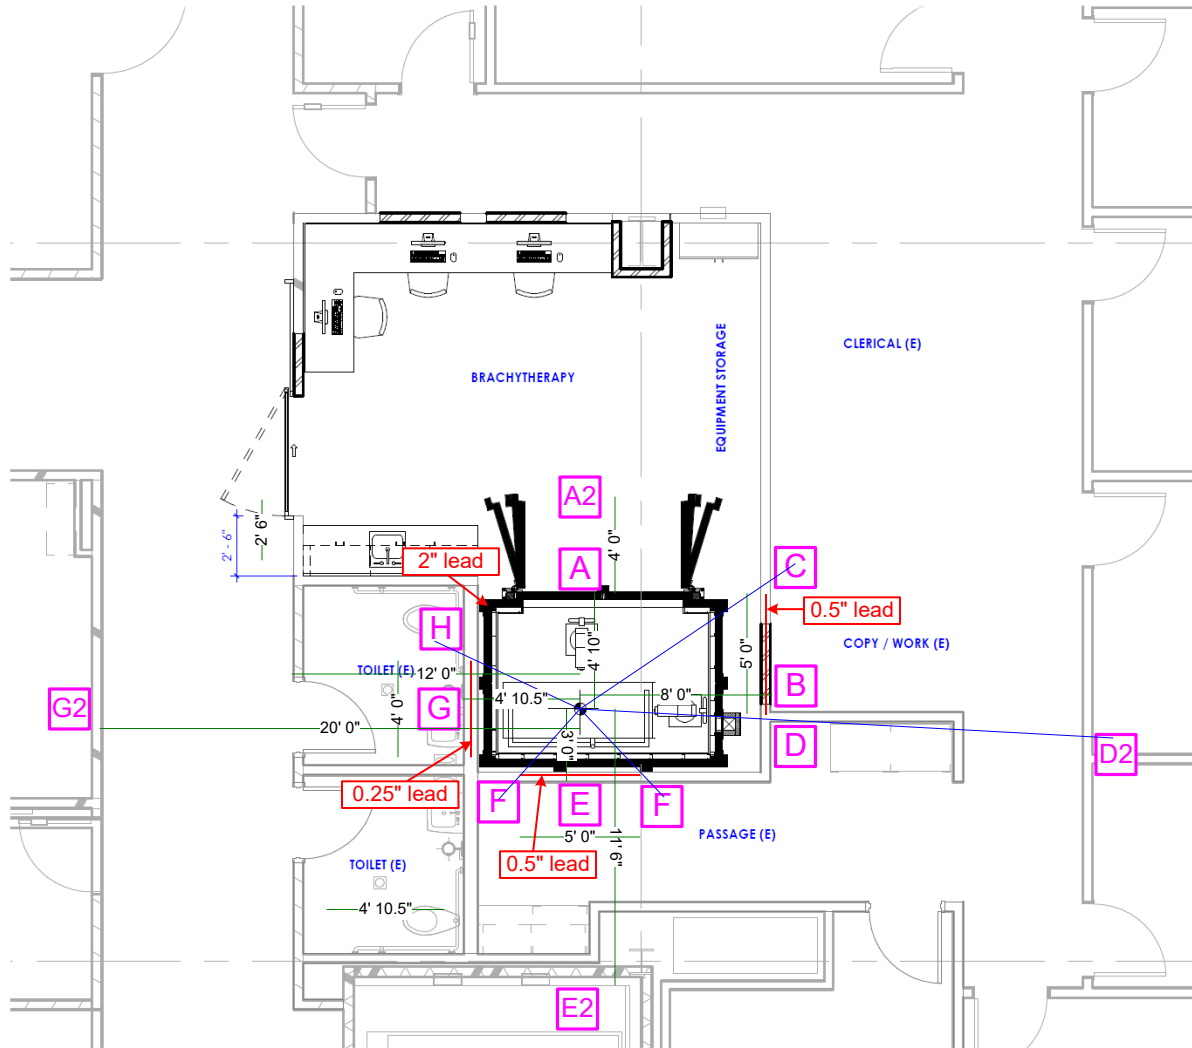 CLERICAL (E)
EQUIPMENT STORAGE
BRACHYTHERAPY
A2
2' 6"
2' - 6"
4' 0"
2" lead
A
C
0.5" lead
H
COPY / WORK (E)
TOILET (E)
12' 0"
4' 10"
5' 0"
B
4' 10.5"
8' 0"
G2
G
4' 0"
20' 0"
3' 0"
D
D2
0.25" lead
F
E
F
PASSAGE (E)
5' 0"
11' 9"
0.5" lead
TOILET (E)
4' 10.5"
E2